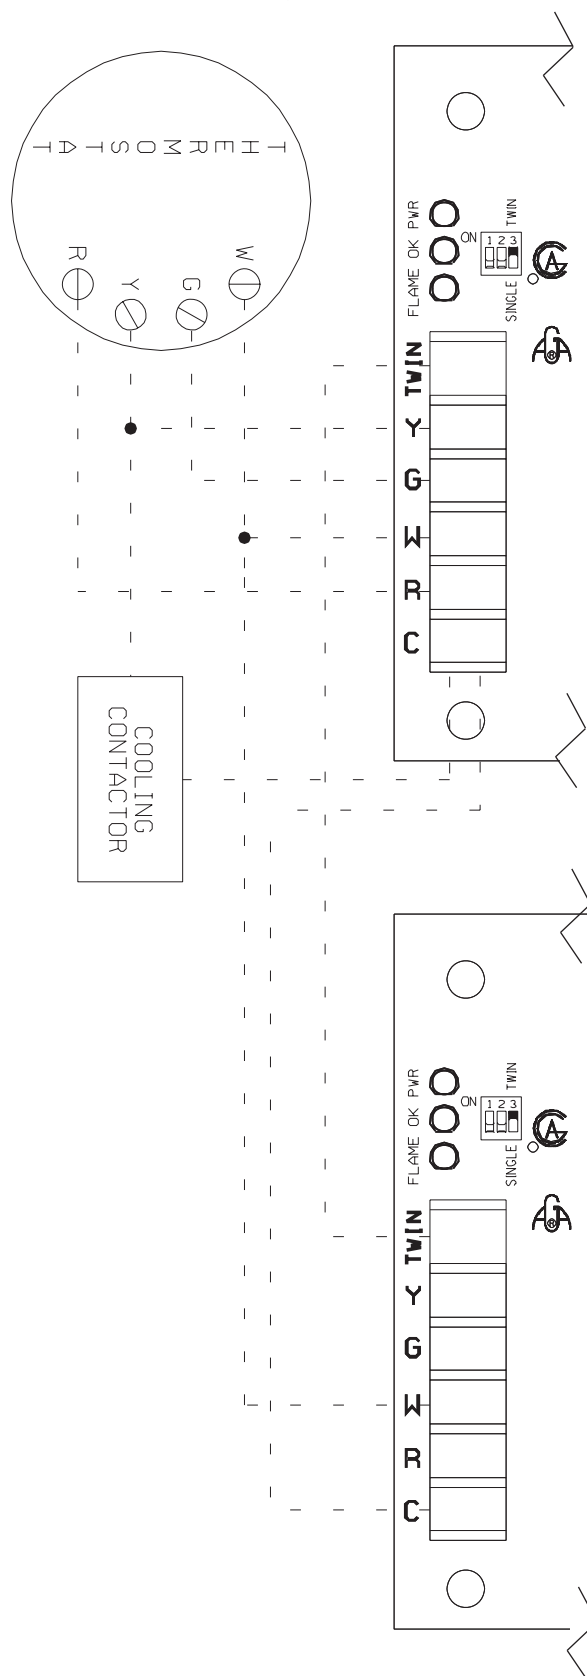 THERMOSTAT
R
Y
G
W
COOLING
CONTACTOR
FLAME OK PWR
ON
1 2 3
TWIN
SINGLE
TWIN
Y
G
W
R
C
FLAME OK PWR
ON
1 2 3
TWIN
SINGLE
TWIN
Y
G
W
R
C